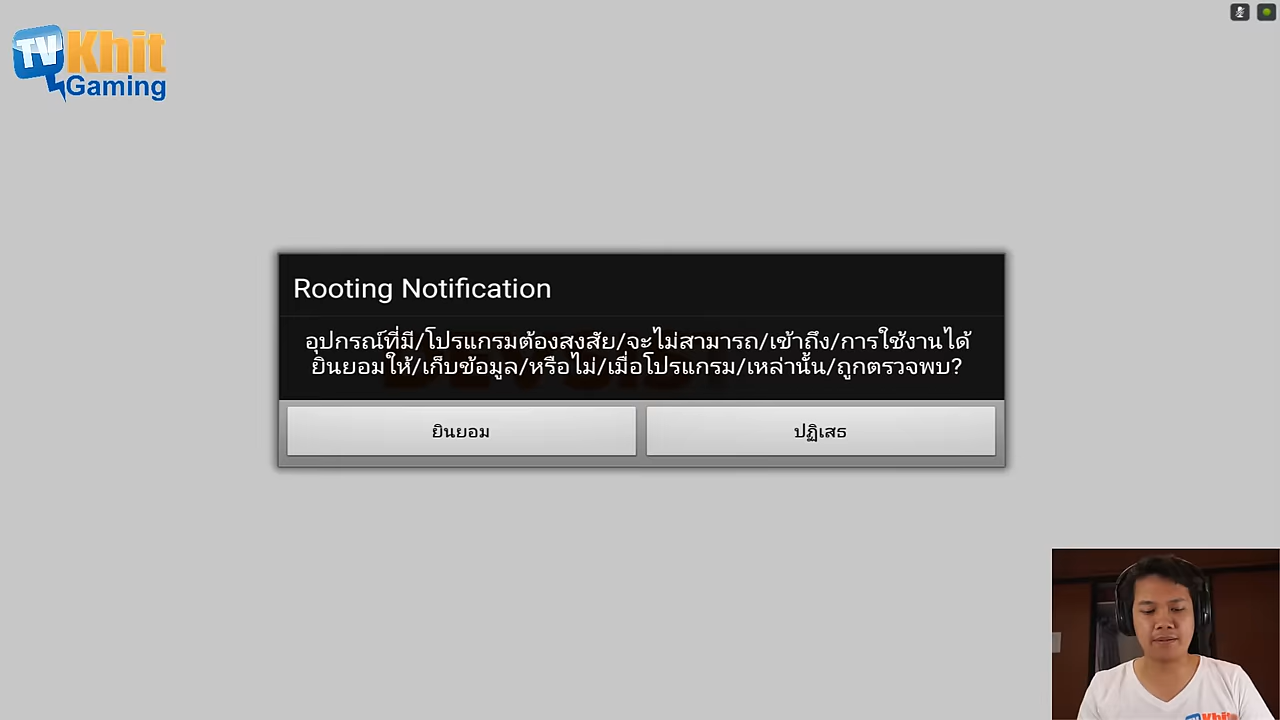 TV Khit
Gaming
Rooting Notification
อุปกรณ์ที่มี/โปรแกรมต้องสงสัย/จะไม่สามารถ/เข้าถึง/การใช้งานได้
ยินยอมให้/เก็บข้อมูล/หรือไม่/เมื่อโปรแกรม/เหล่านั้น/ถูกตรวจพบ?
ยินยอม
ปฏิเสธ